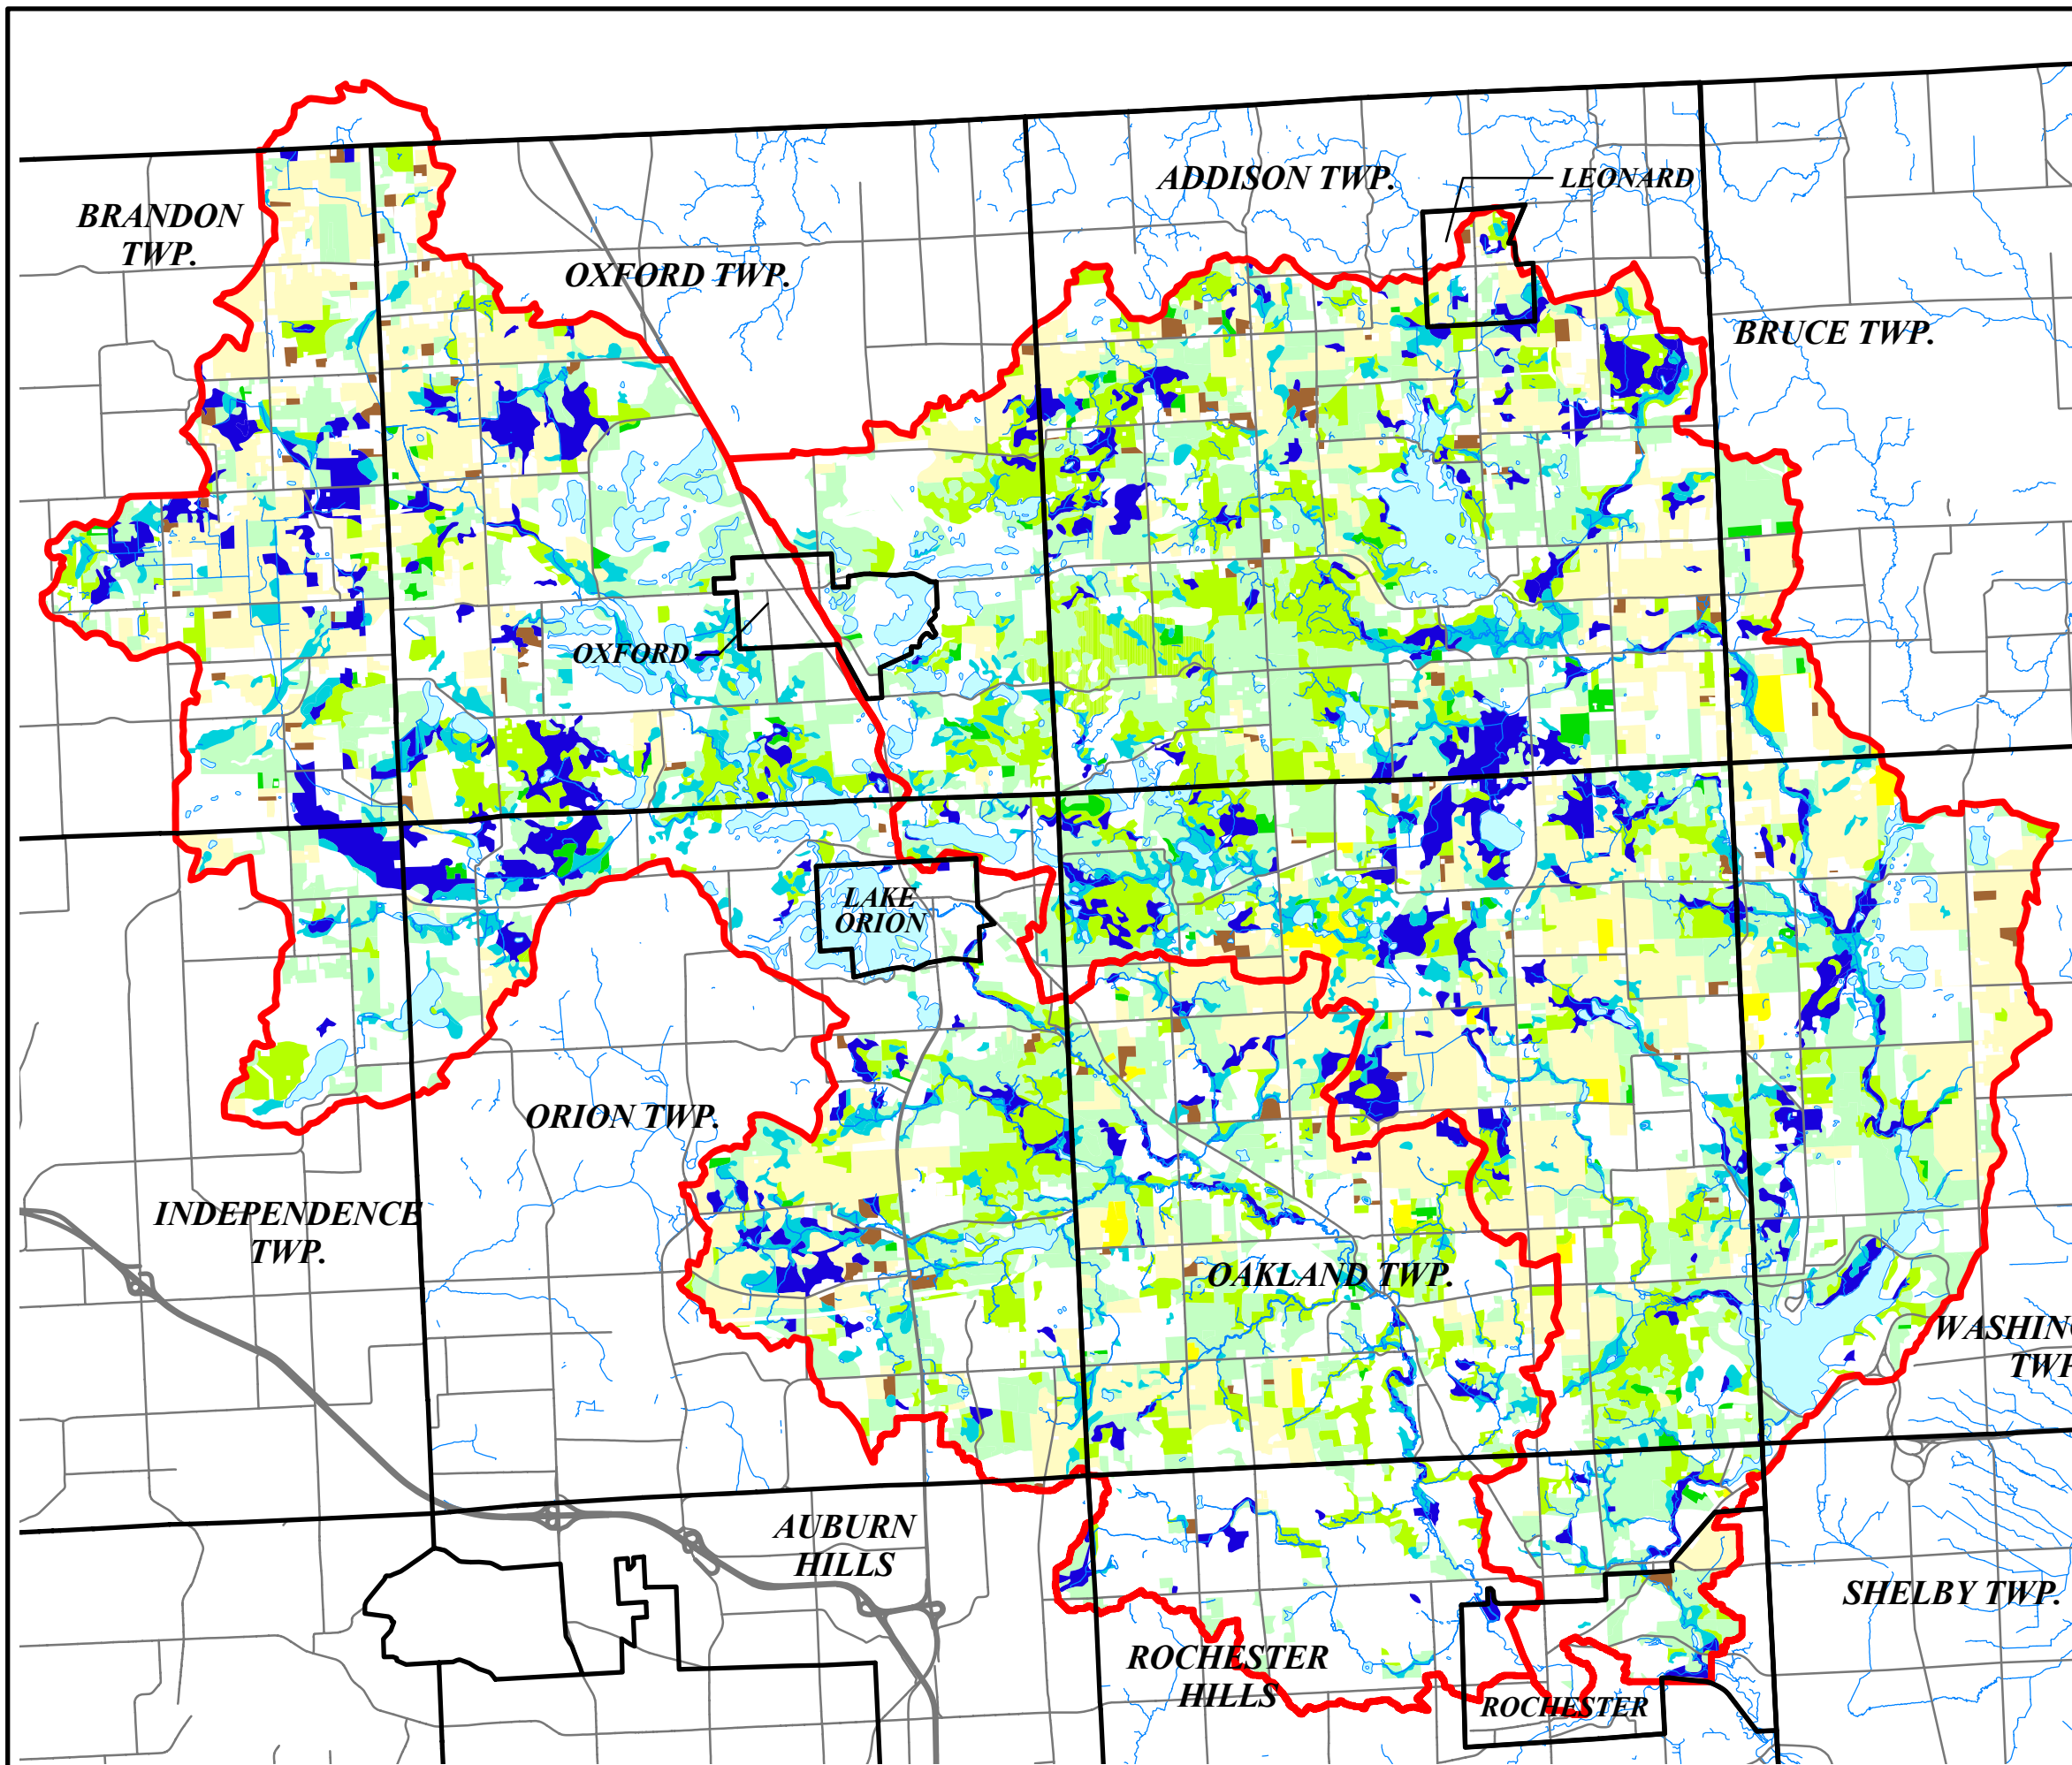 ADDISON TWP.
LEONARD
BRANDON
TWP.
OXFORD TWP.
BRUCE TWP.
OXFORD
LAKE
ORION
ORION TWP.
INDEPENDENCE
TWP.
OAKLAND TWP.
WASHIN
TWP
AUBURN
HILLS
SHELBY TWP.
ROCHESTER
HILLS
ROCHESTER